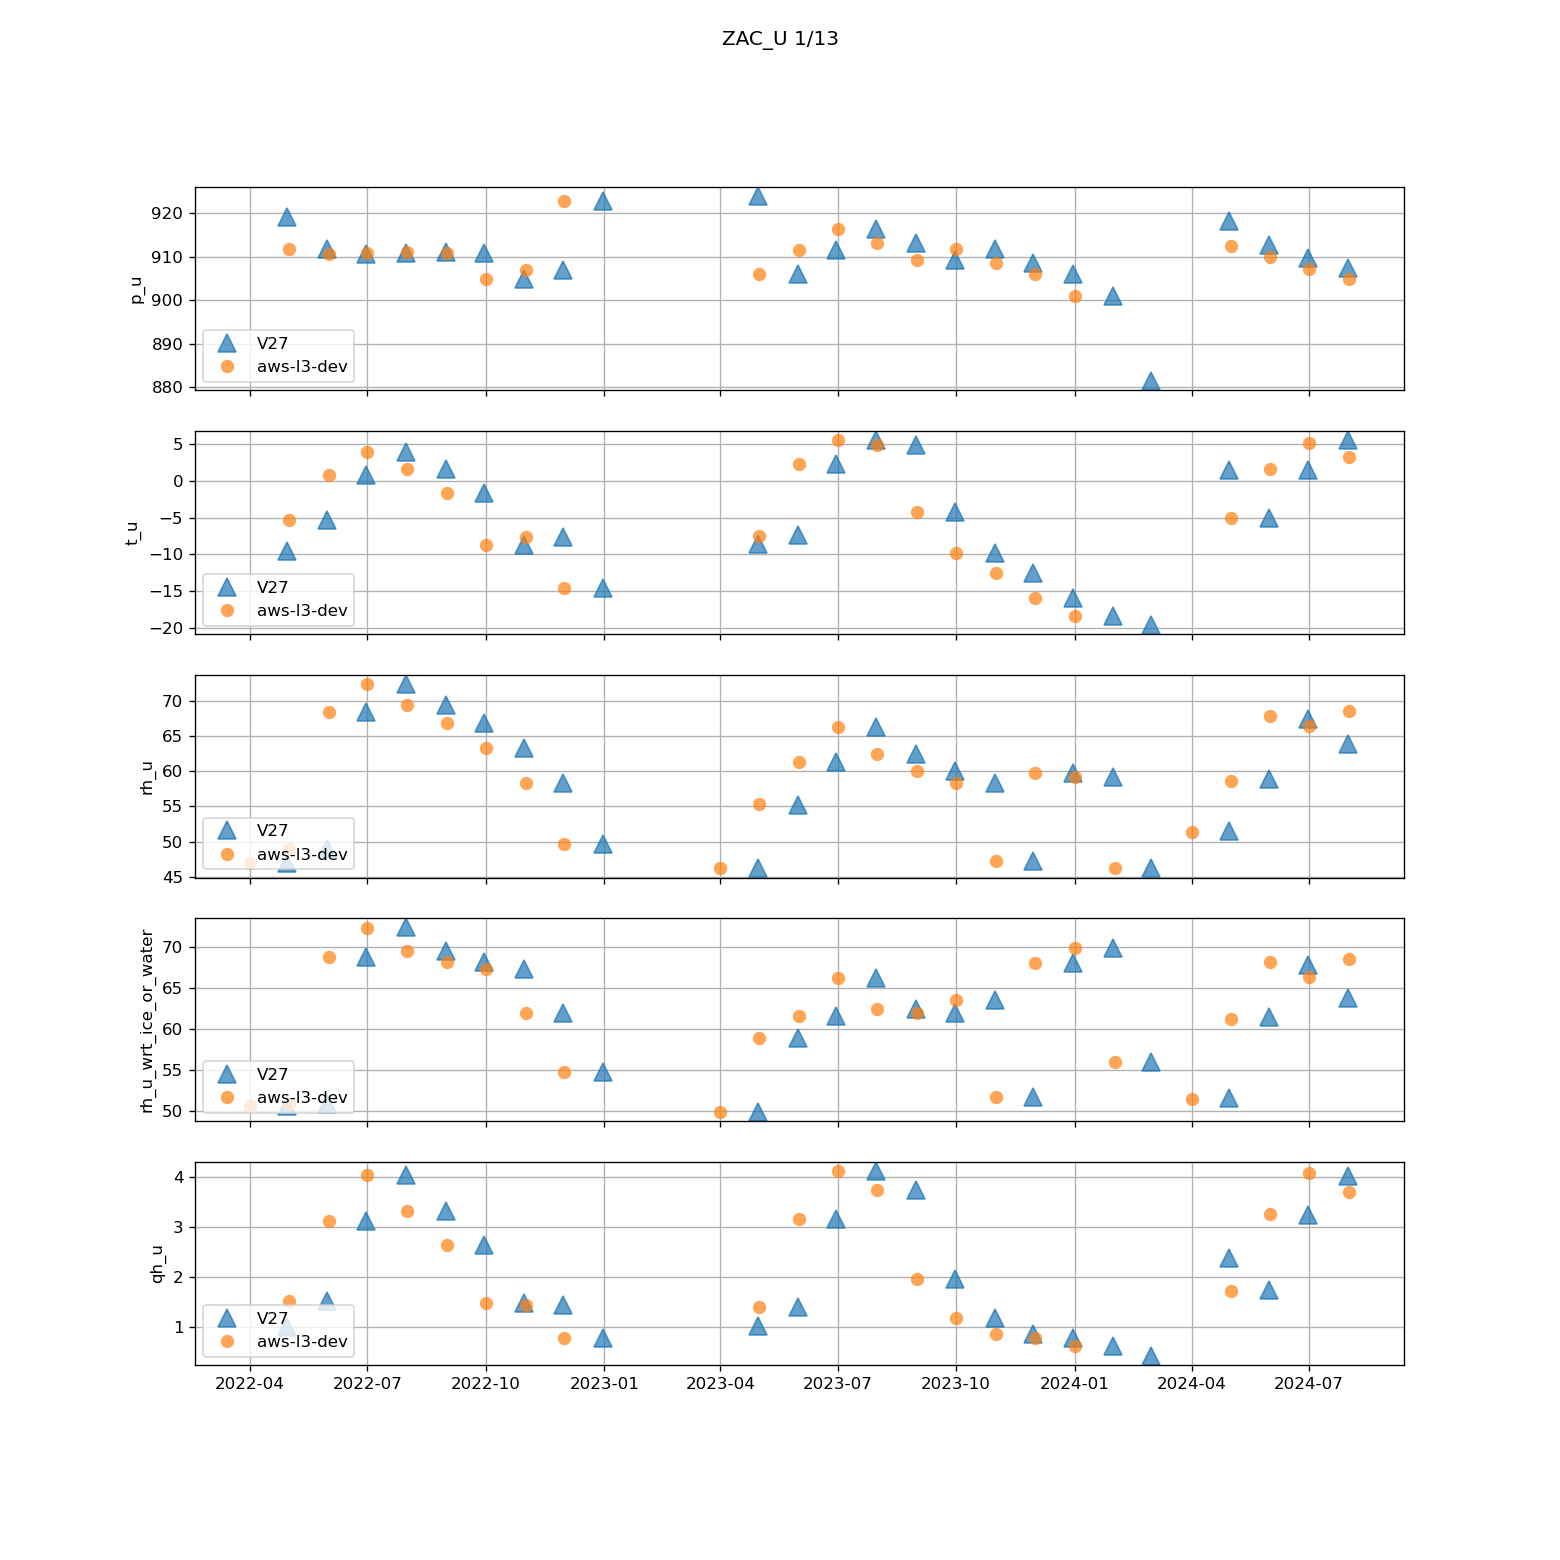 ZAC_U 1/13
920
910
900
890
880
p_u
V27
aws-l3-dev
5
0
−5
−10
−15
−20
t_u
V27
aws-l3-dev
70
65
60
55
50
45
rh_u
V27
aws-l3-dev
70
65
60
55
50
rh_u_wrt_ice_or_water
V27
aws-l3-dev
4
3
2
1
qh_u
V27
aws-l3-dev
2022-04 2022-07 2022-10 2023-01 2023-04 2023-07 2023-10 2024-01 2024-04 2024-07